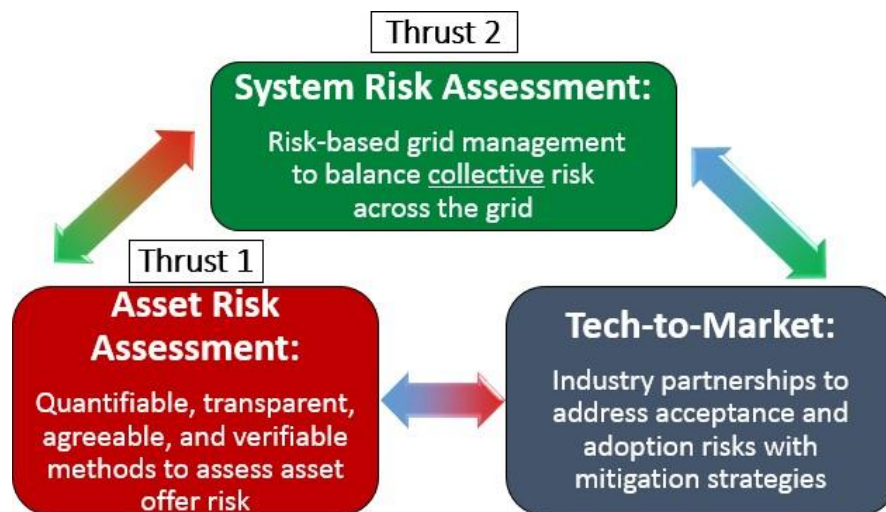 Thrust 2
System Risk Assessment:
Risk-based grid management
to balance collective risk
across the grid
Thrust 1
Asset Risk
Assessment:
Quantifiable, transparent,
agreeable, and verifiable
methods to assess asset
offer risk
Tech-to-Market:
Industry partnerships to
address acceptance and
adoption risks with
mitigation strategies